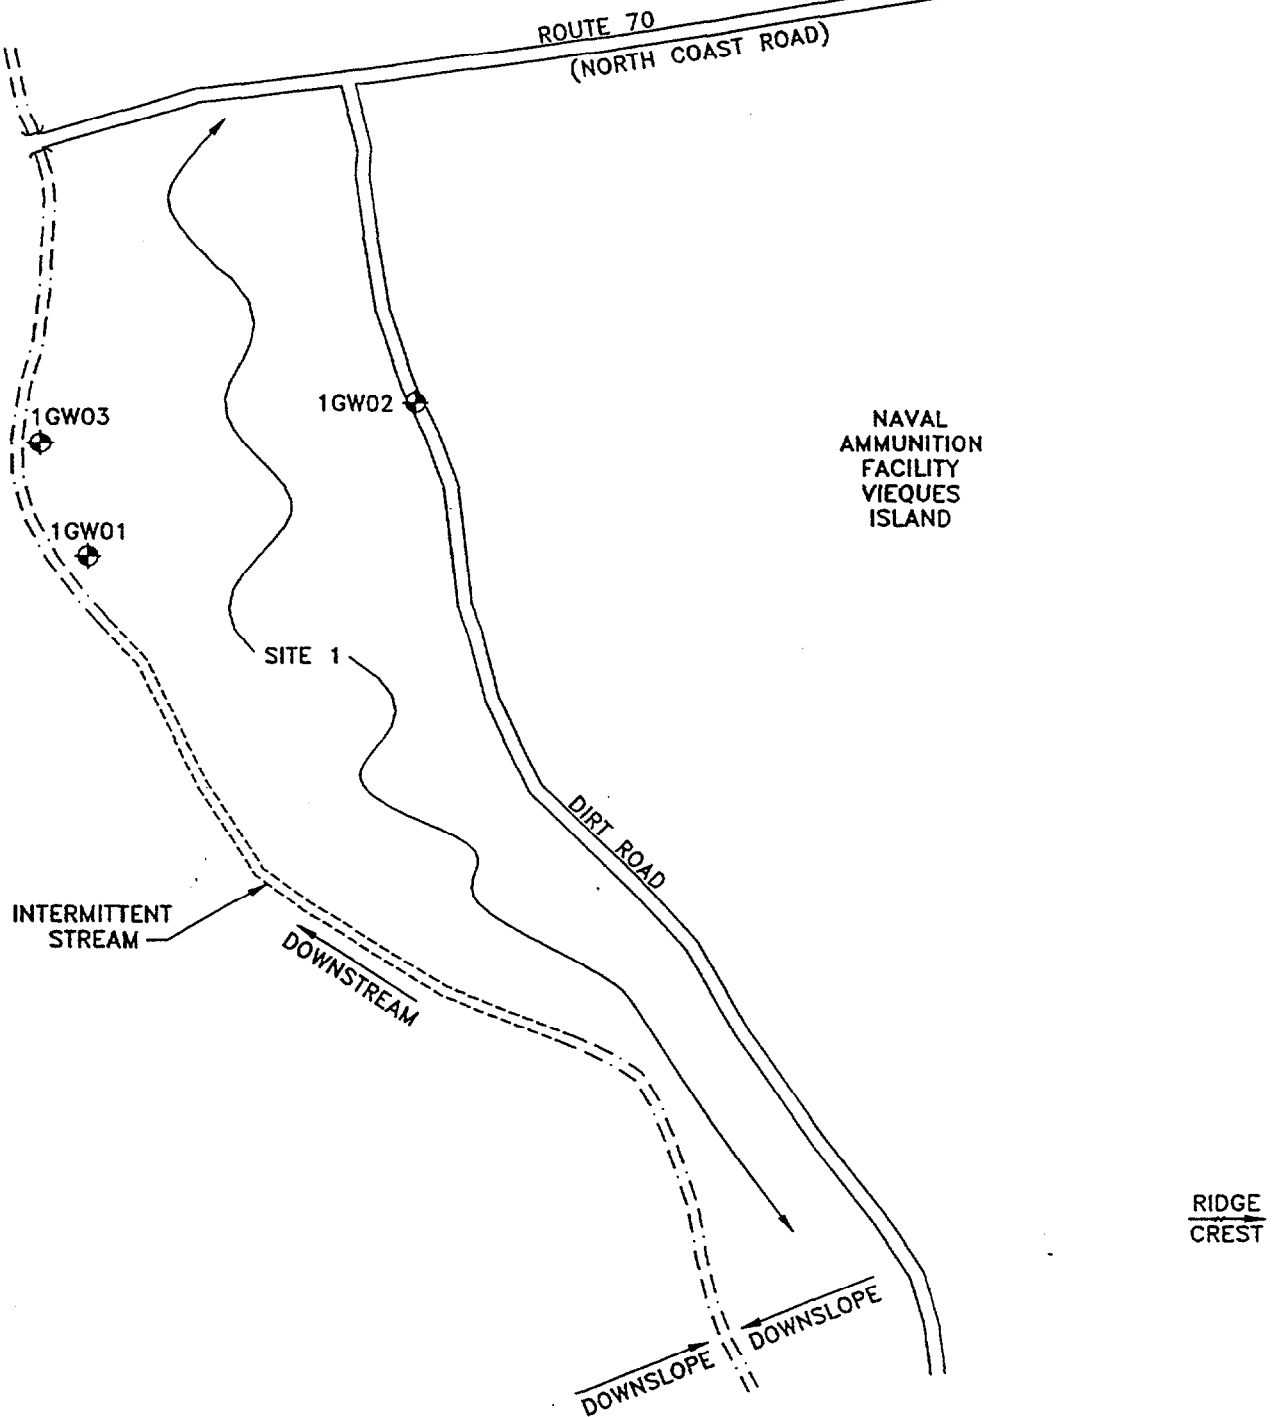 ROUTE 70
(NORTH COAST ROAD)
1GW02
1GW03
NAVAL
AMMUNITION
FACILITY
VIEQUES
ISLAND
1GW01
SITE 1
DIRT ROAD
INTERMITTENT
STREAM
DOWNSTREAM
RIDGE
CREST
DOWNSLOPE
DOWNSLOPE